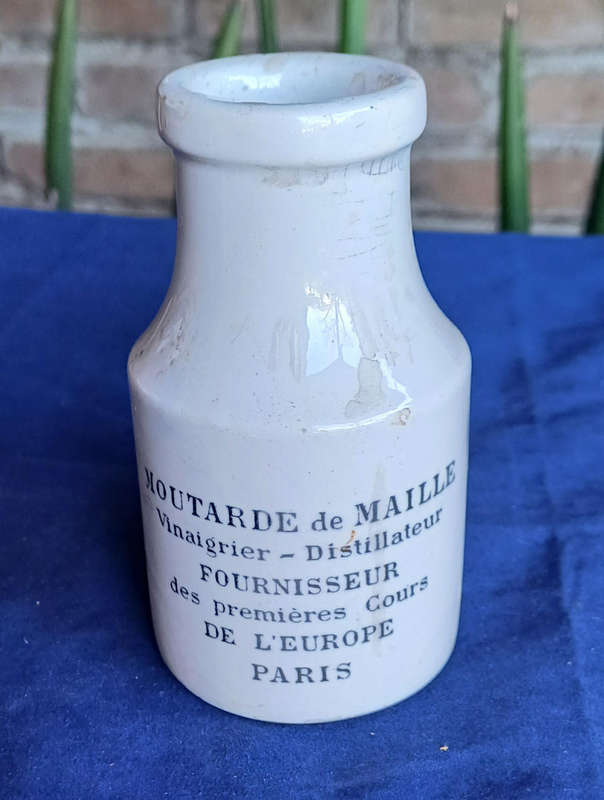 MOUTARDE de MAILLE
Vinaigrier - Distillateur
FOURNISSEUR
des premières Cours
DE L'EUROPE
PARIS